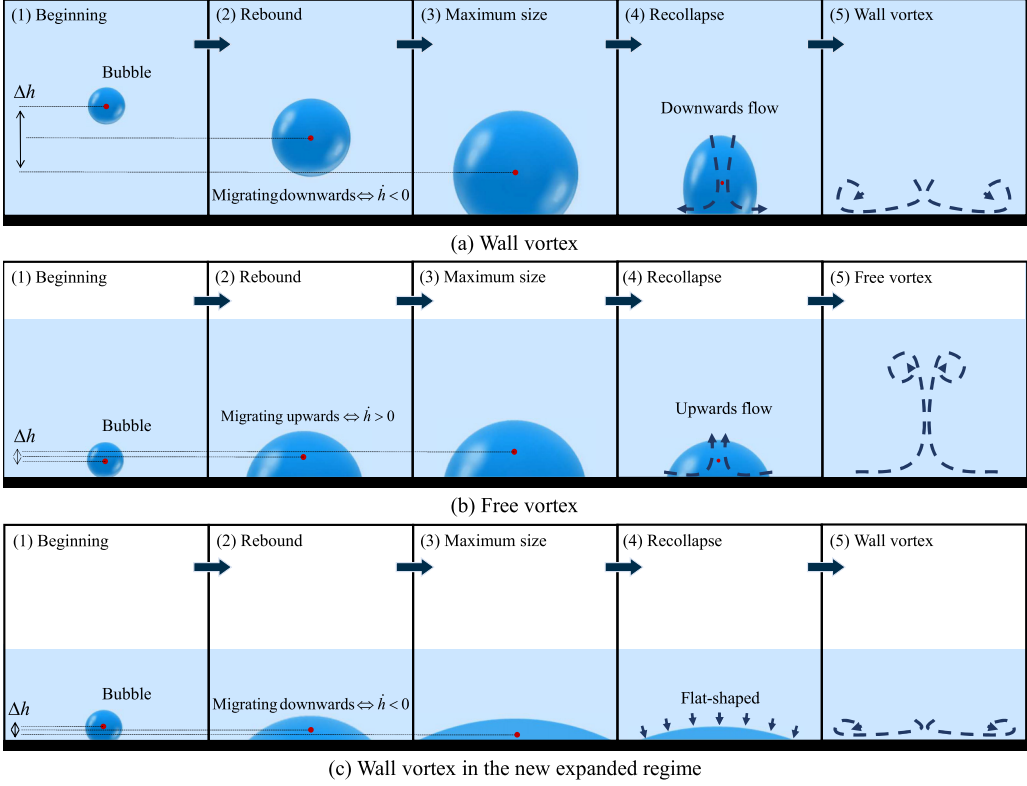 (1) Beginning
(2) Rebound
(3) Maximum size
(4) Recollapse
(5) Wall vortex
Bubble
Δh
Downwards flow
Migrating downwards ⇔ ḣ < 0
(a) Wall vortex
(1) Beginning
(2) Rebound
(3) Maximum size
(4) Recollapse
(5) Free vortex
Migrating upwards ⇔ ḣ > 0
Upwards flow
Bubble
Δh
(b) Free vortex
(1) Beginning
(2) Rebound
(3) Maximum size
(4) Recollapse
(5) Wall vortex
Bubble
Migrating downwards ⇔ ḣ < 0
Flat-shaped
Δh
(c) Wall vortex in the new expanded regime